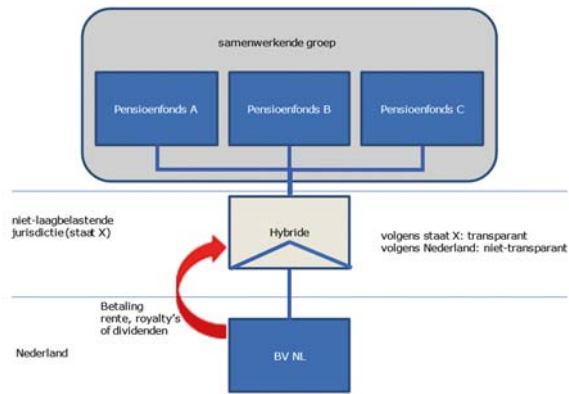 samenwerkende groep
Pensioenfonds A
Pensioenfonds B
Pensioenfonds C
niet-laagbelastende
jurisdictie (staat X)
Hybride
volgens staat X: transparant
volgens Nederland: niet-transparant
Betaling
rente, royalty's
of dividenden
Nederland
BV NL